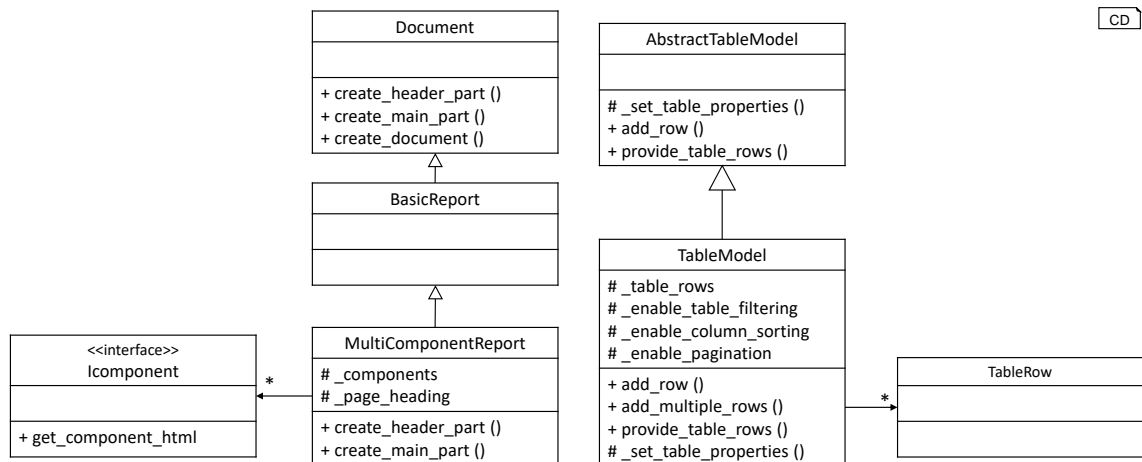 CD
Document
+ create_header_part ()
+ create_main_part ()
+ create_document ()
AbstractTableModel
# _set_table_properties ()
+ add_row ()
+ provide_table_rows ()
BasicReport
TableModel
# _table_rows
# _enable_table_filtering
# _enable_column_sorting
# _enable_pagination
+ add_row ()
+ add_multiple_rows ()
+ provide_table_rows ()
# _set_table_properties ()
<<interface>>
Icomponent
+ get_component_html
*
MultiComponentReport
# _components
# _page_heading
+ create_header_part ()
+ create_main_part ()
*
TableRow